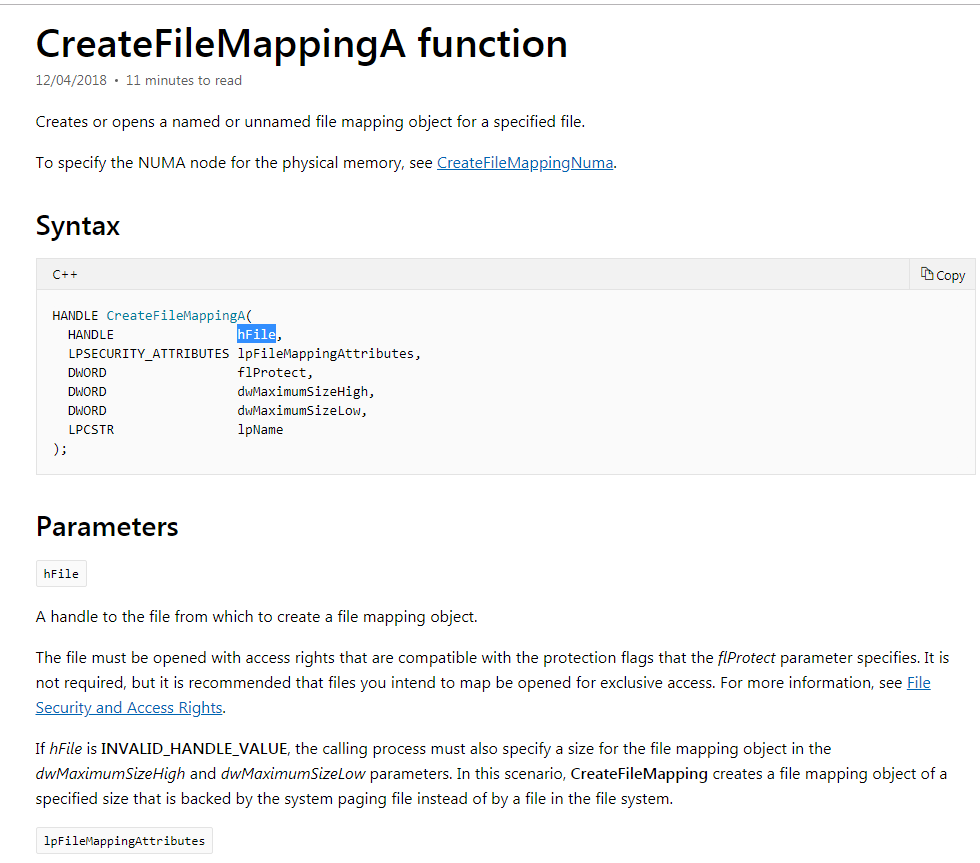 CreateFileMappingA function
12/04/2018 • 11 minutes to read
Creates or opens a named or unnamed file mapping object for a specified file.
To specify the NUMA node for the physical memory, see CreateFileMappingNuma.
Syntax
C++ Copy
HANDLE CreateFileMappingA(
  HANDLE                hFile,
  LPSECURITY_ATTRIBUTES lpFileMappingAttributes,
  DWORD                 flProtect,
  DWORD                 dwMaximumSizeHigh,
  DWORD                 dwMaximumSizeLow,
  LPCSTR                lpName
);
Parameters
hFile
A handle to the file from which to create a file mapping object.
The file must be opened with access rights that are compatible with the protection flags that the flProtect parameter specifies. It is
not required, but it is recommended that files you intend to map be opened for exclusive access. For more information, see File
Security and Access Rights.
If hFile is INVALID_HANDLE_VALUE, the calling process must also specify a size for the file mapping object in the
dwMaximumSizeHigh and dwMaximumSizeLow parameters. In this scenario, CreateFileMapping creates a file mapping object of a
specified size that is backed by the system paging file instead of by a file in the file system.
lpFileMappingAttributes